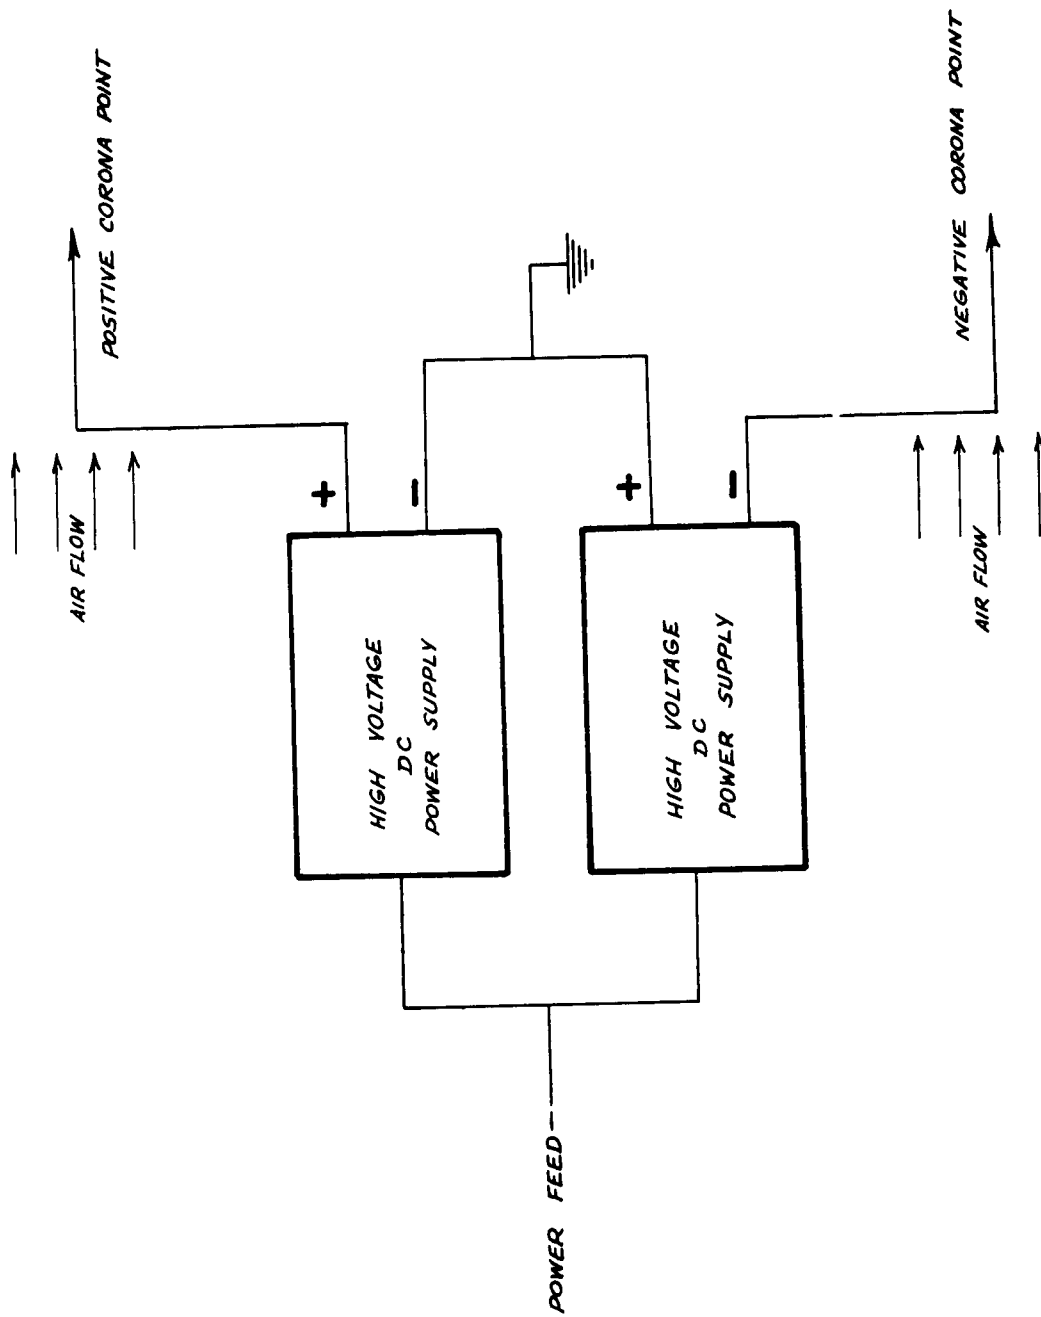 POSITIVE CORONA POINT
AIR FLOW
+
−
HIGH VOLTAGE
DC
POWER SUPPLY
POWER FEED
+
−
HIGH VOLTAGE
DC
POWER SUPPLY
NEGATIVE CORONA POINT
AIR FLOW